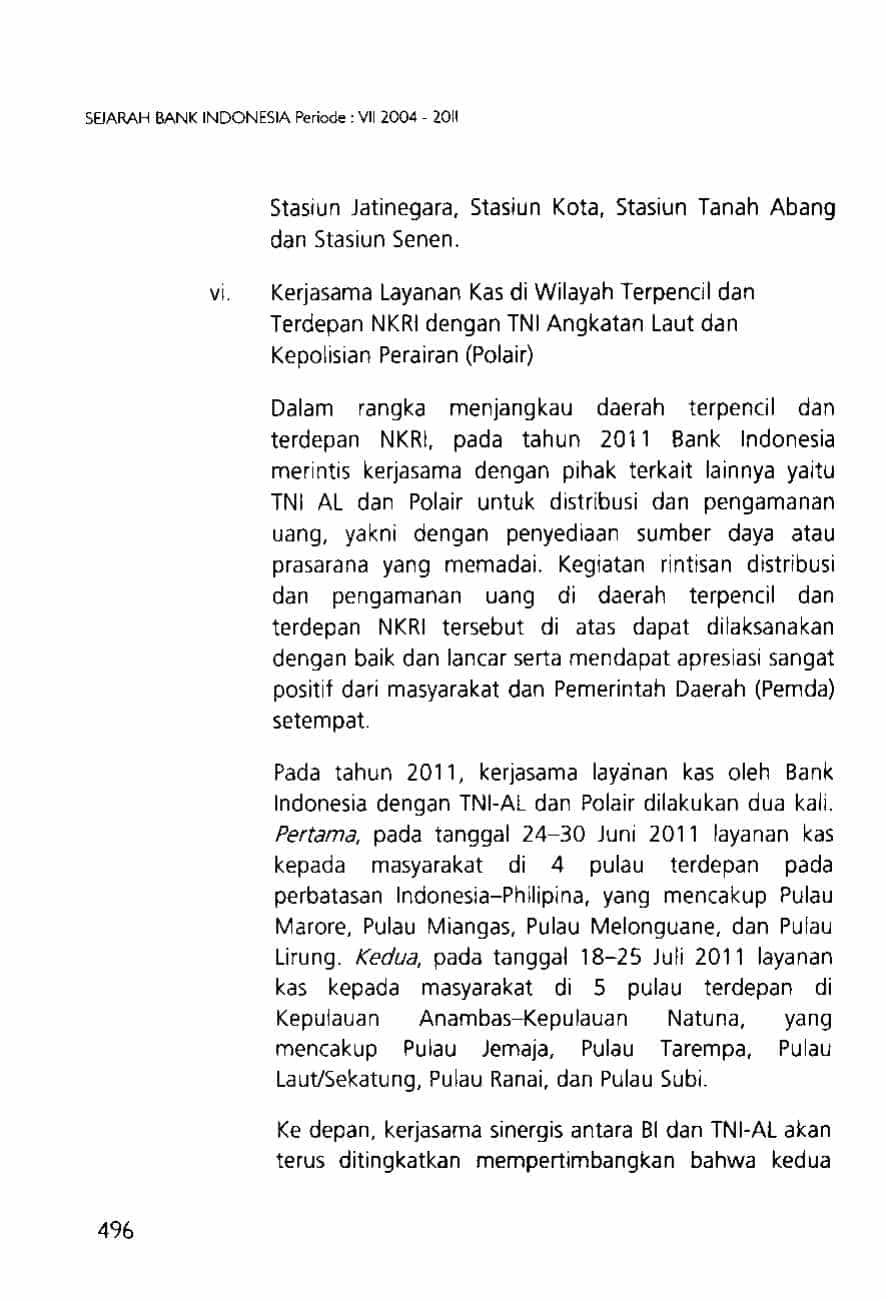 SEJARAH BANK INDONESIA Periode : VII 2004 - 2011
Stasiun Jatinegara, Stasiun Kota, Stasiun Tanah Abang
dan Stasiun Senen.
vi. Kerjasama Layanan Kas di Wilayah Terpencil dan
Terdepan NKRI dengan TNI Angkatan Laut dan
Kepolisian Perairan (Polair)
Dalam rangka menjangkau daerah terpencil dan
terdepan NKRI, pada tahun 2011 Bank Indonesia
merintis kerjasama dengan pihak terkait lainnya yaitu
TNI AL dan Polair untuk distribusi dan pengamanan
uang, yakni dengan penyediaan sumber daya atau
prasarana yang memadai. Kegiatan rintisan distribusi
dan pengamanan uang di daerah terpencil dan
terdepan NKRI tersebut di atas dapat dilaksanakan
dengan baik dan lancar serta mendapat apresiasi sangat
positif dari masyarakat dan Pemerintah Daerah (Pemda)
setempat.
Pada tahun 2011, kerjasama layanan kas oleh Bank
Indonesia dengan TNI-AL dan Polair dilakukan dua kali.
Pertama, pada tanggal 24–30 Juni 2011 layanan kas
kepada masyarakat di 4 pulau terdepan pada
perbatasan Indonesia–Philipina, yang mencakup Pulau
Marore, Pulau Miangas, Pulau Melonguane, dan Pulau
Lirung. Kedua, pada tanggal 18–25 Juli 2011 layanan
kas kepada masyarakat di 5 pulau terdepan di
Kepulauan Anambas–Kepulauan Natuna, yang
mencakup Pulau Jemaja, Pulau Tarempa, Pulau
Laut/Sekatung, Pulau Ranai, dan Pulau Subi.
Ke depan, kerjasama sinergis antara BI dan TNI-AL akan
terus ditingkatkan mempertimbangkan bahwa kedua
496